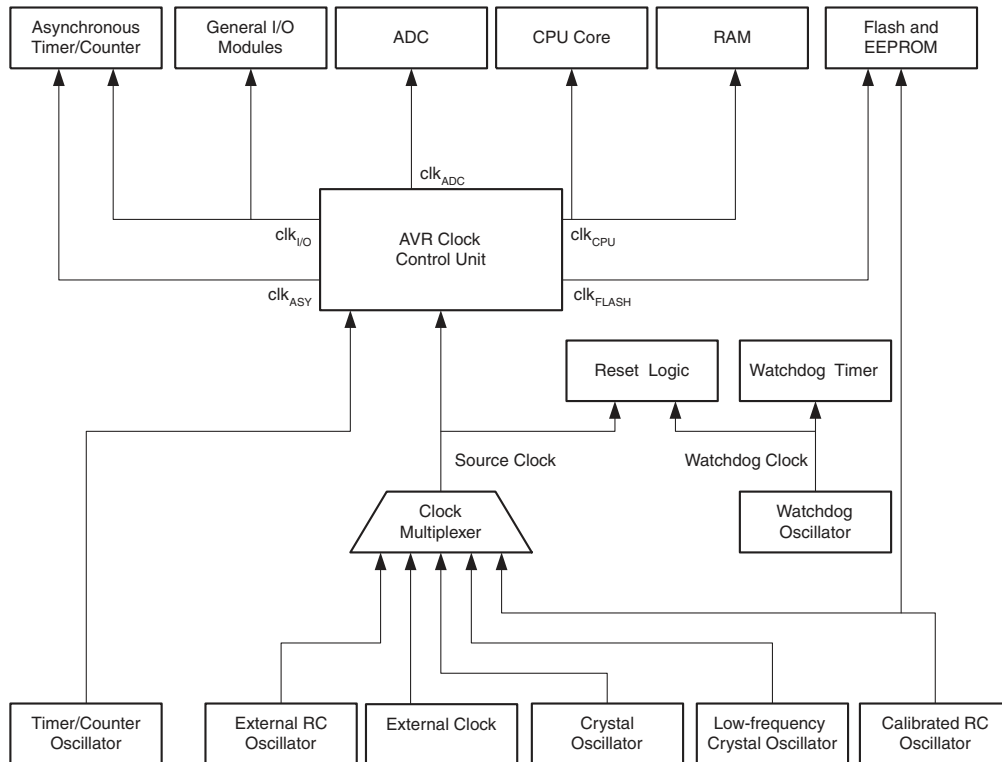 Asynchronous
Timer/Counter
General I/O
Modules
ADC
CPU Core
RAM
Flash and
EEPROM
clkADC
clkI/O
AVR Clock
Control Unit
clkCPU
clkASY
clkFLASH
Reset Logic
Watchdog Timer
Source Clock
Watchdog Clock
Clock
Multiplexer
Watchdog
Oscillator
Timer/Counter
Oscillator
External RC
Oscillator
External Clock
Crystal
Oscillator
Low-frequency
Crystal Oscillator
Calibrated RC
Oscillator